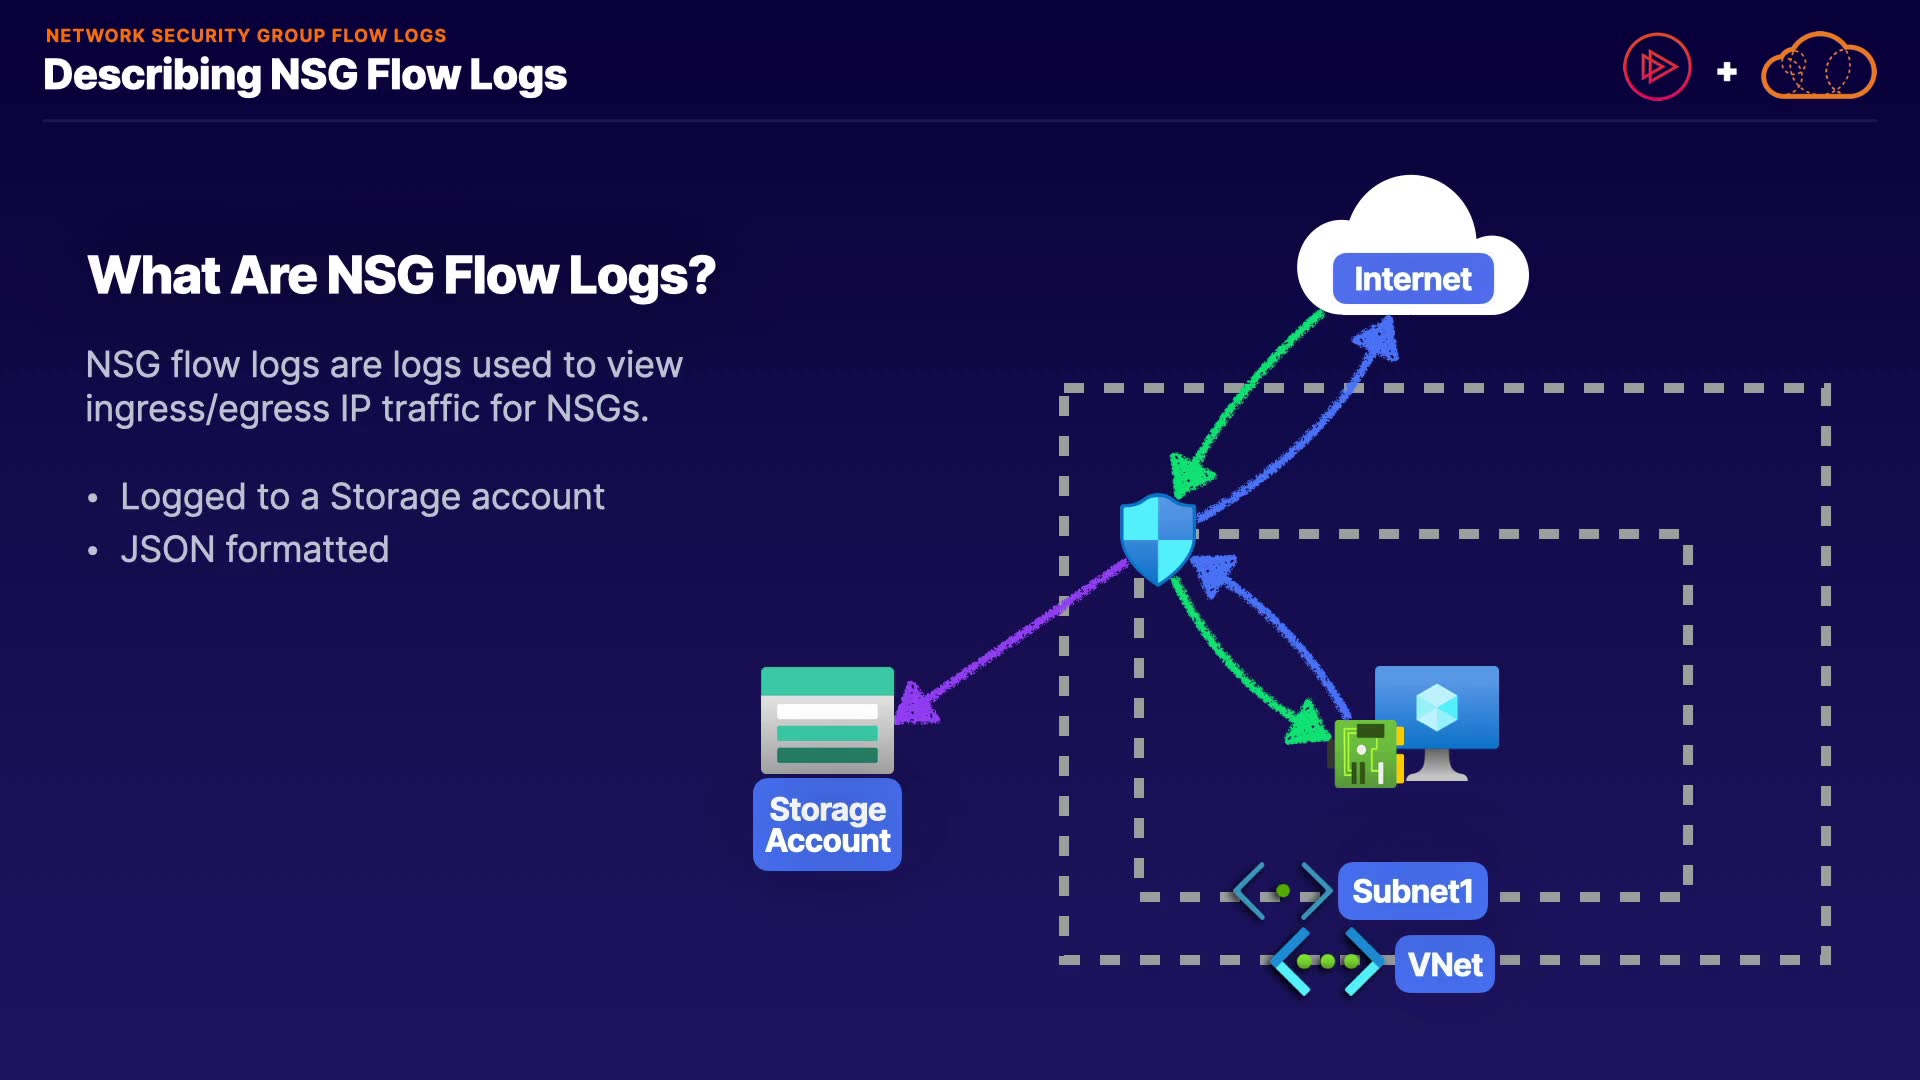 NETWORK SECURITY GROUP FLOW LOGS
Describing NSG Flow Logs
What Are NSG Flow Logs?
NSG flow logs are logs used to view
ingress/egress IP traffic for NSGs.
• Logged to a Storage account
• JSON formatted
Internet
Storage
Account
Subnet1
VNet